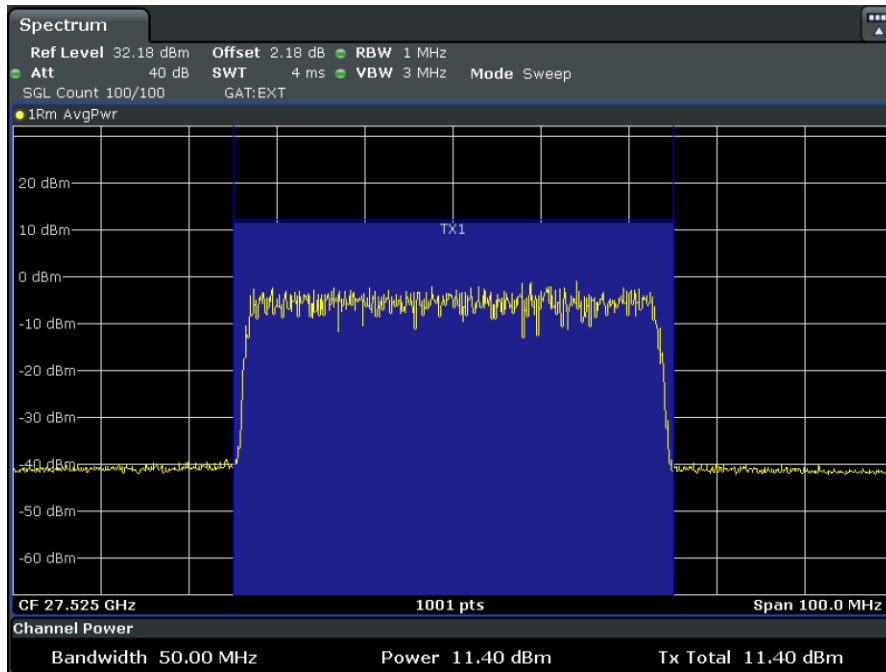 Spectrum
Ref Level 32.18 dBm Offset 2.18 dB RBW 1 MHz
Att 40 dB SWT 4 ms VBW 3 MHz Mode Sweep
SGL Count 100/100 GAT:EXT
1Rm AvgPwr
20 dBm
10 dBm
TX1
0 dBm
-10 dBm
-20 dBm
-30 dBm
-40 dBm
-50 dBm
-60 dBm
CF 27.525 GHz 1001 pts Span 100.0 MHz
Channel Power
Bandwidth 50.00 MHz Power 11.40 dBm Tx Total 11.40 dBm